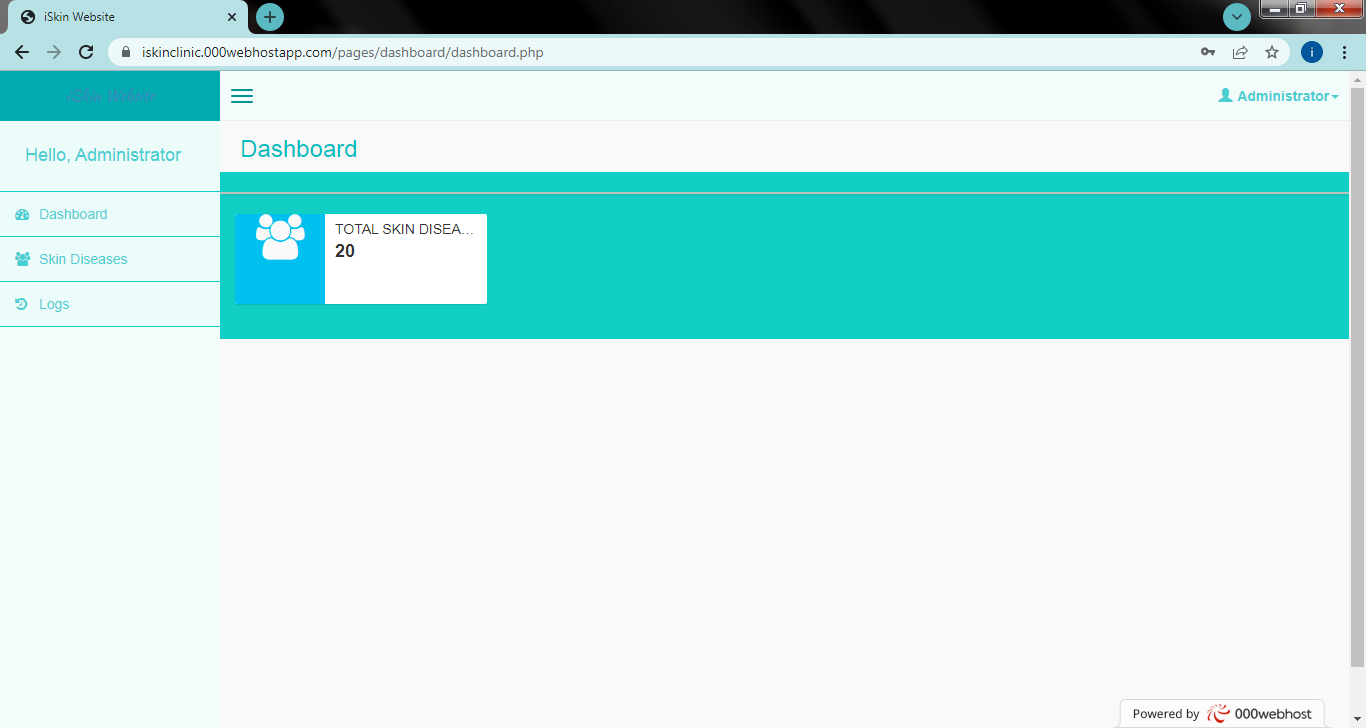 iSkin Website
iskinclinic.000webhostapp.com/pages/dashboard/dashboard.php
i
iSkin Website
Administrator
Hello, Administrator
Dashboard
Skin Diseases
Logs
Dashboard
TOTAL SKIN DISEA...
20
Powered by 000webhost